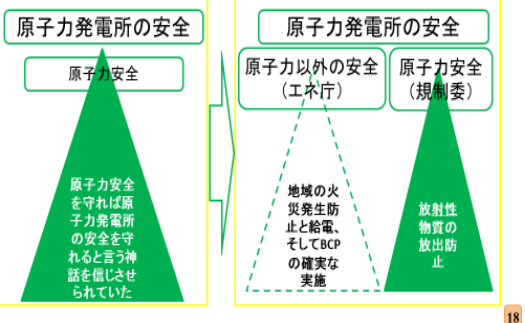 原子力発電所の安全
原子力安全
原子力安全
を守れば原
子力発電所
の安全を守
れると言う神
話を信じさせ
られていた
原子力発電所の安全
原子力以外の安全
（エネ庁）
地域の火
災発生防
止と給電、
そしてBCP
の確実な
実施
原子力安全
（規制委）
放射性
物質の
放出防
止
18